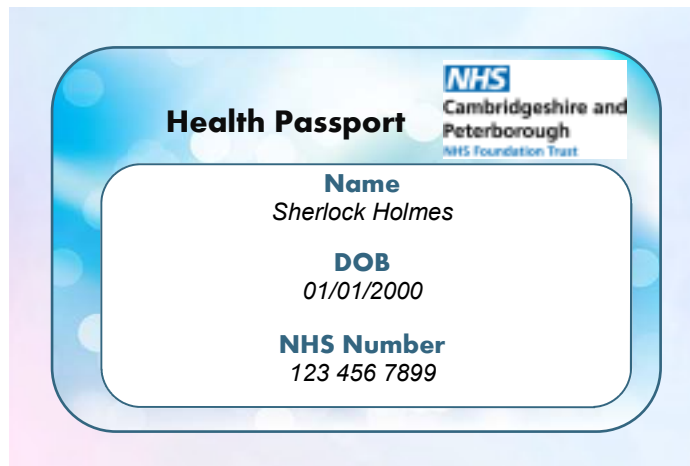 Health Passport
NHS
Cambridgeshire and
Peterborough
NHS Foundation Trust
Name
Sherlock Holmes
DOB
01/01/2000
NHS Number
123 456 7899